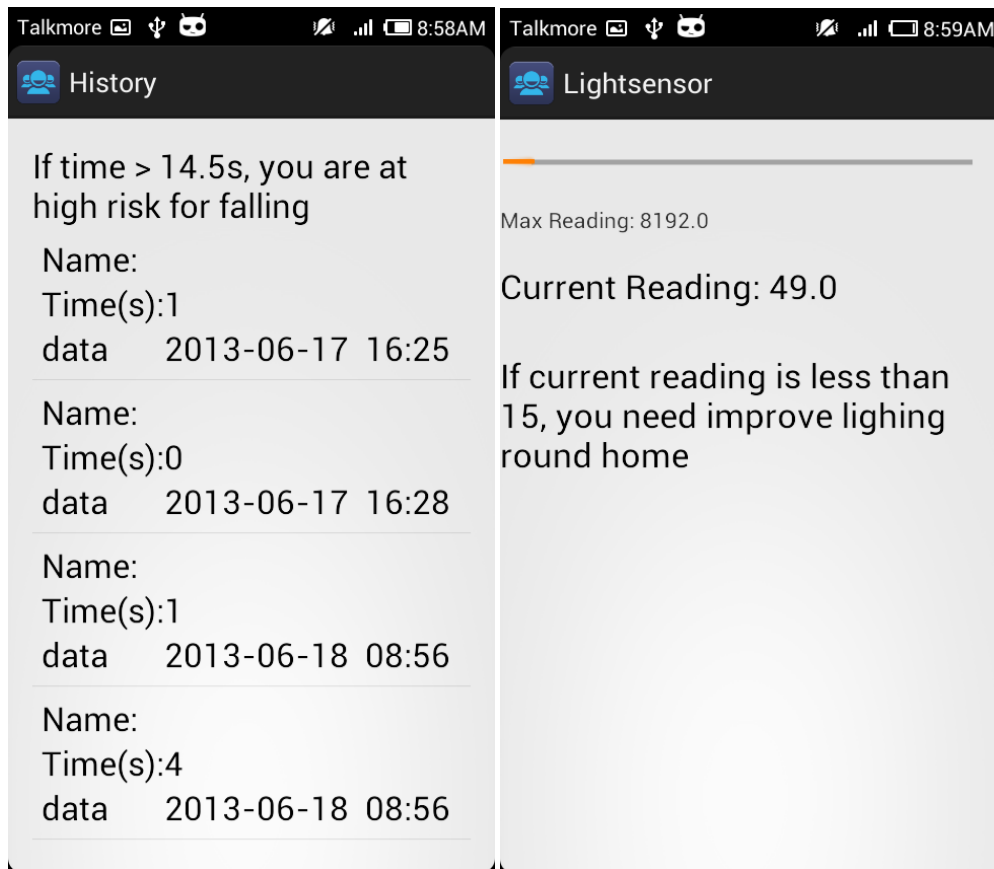 Talkmore 8:58AM
History
If time > 14.5s, you are at
high risk for falling
Name:
Time(s):1
data 2013-06-17 16:25
Name:
Time(s):0
data 2013-06-17 16:28
Name:
Time(s):1
data 2013-06-18 08:56
Name:
Time(s):4
data 2013-06-18 08:56
Talkmore 8:59AM
Lightsensor
Max Reading: 8192.0
Current Reading: 49.0
If current reading is less than
15, you need improve lighing
round home